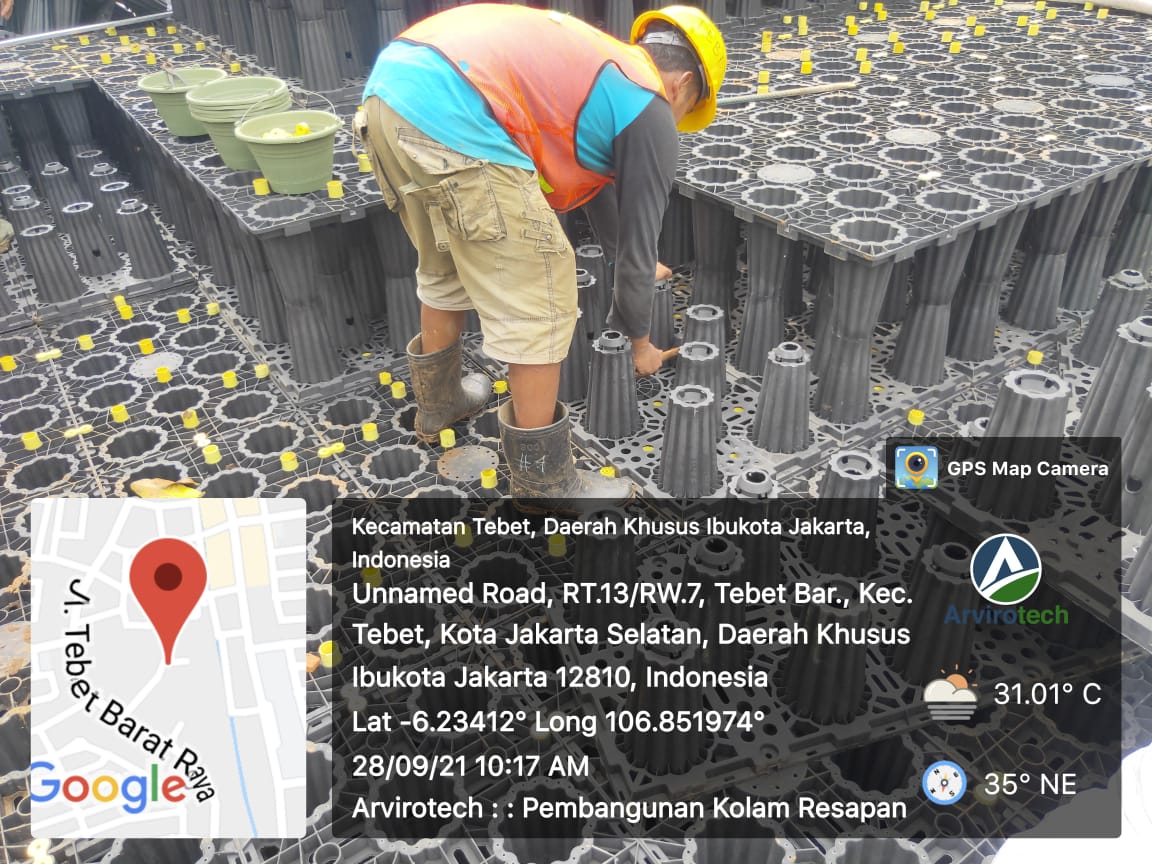 GPS Map Camera
Kecamatan Tebet, Daerah Khusus Ibukota Jakarta,
Indonesia
Unnamed Road, RT.13/RW.7, Tebet Bar., Kec.
Tebet, Kota Jakarta Selatan, Daerah Khusus
Ibukota Jakarta 12810, Indonesia
Lat -6.23412° Long 106.851974°
28/09/21 10:17 AM
Arvirotech : : Pembangunan Kolam Resapan
Arvirotech
31.01° C
35° NE
Jl. Tebet Barat Raya
Google